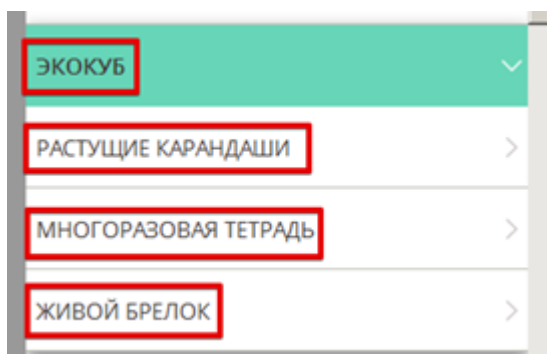 ЭКОКУБ
РАСТУЩИЕ КАРАНДАШИ
МНОГОРАЗОВАЯ ТЕТРАДЬ
ЖИВОЙ БРЕЛОК